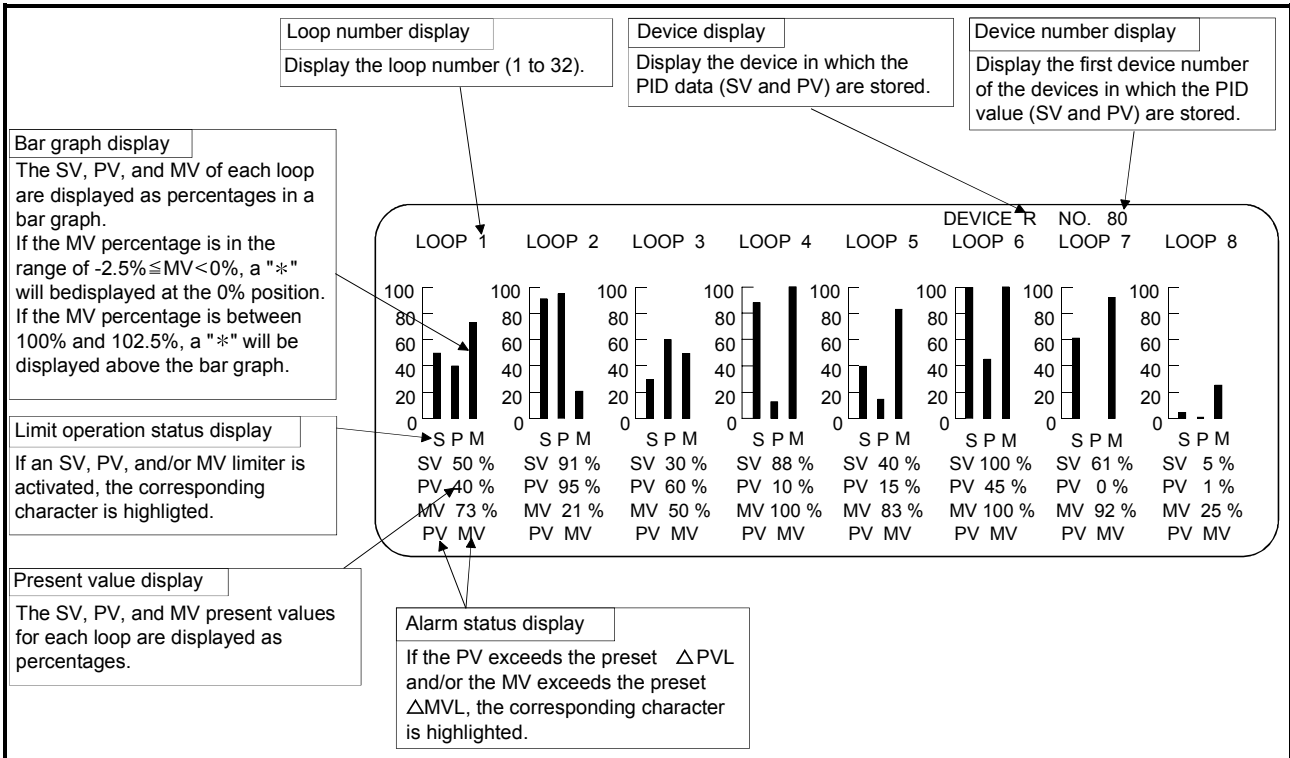 Loop number display
Display the loop number (1 to 32).
Device display
Display the device in which the
PID data (SV and PV) are stored.
Device number display
Display the first device number
of the devices in which the PID
value (SV and PV) are stored.
Bar graph display
The SV, PV, and MV of each loop
are displayed as percentages in a
bar graph.
If the MV percentage is in the
range of -2.5%≦MV<0%, a "*"
will bedisplayed at the 0% position.
If the MV percentage is between
100% and 102.5%, a "*" will be
displayed above the bar graph.
Limit operation status display
If an SV, PV, and/or MV limiter is
activated, the corresponding
character is highligted.
Present value display
The SV, PV, and MV present values
for each loop are displayed as
percentages.
DEVICE R NO. 80
LOOP 1 LOOP 2 LOOP 3 LOOP 4 LOOP 5 LOOP 6 LOOP 7 LOOP 8
100 100 100 100 100 100 100 100
80 80 80 80 80 80 80 80
60 60 60 60 60 60 60 60
40 40 40 40 40 40 40 40
20 20 20 20 20 20 20 20
0 0 0 0 0 0 0 0
S P M S P M S P M S P M S P M S P M S P M S P M
SV 50 % SV 91 % SV 30 % SV 88 % SV 40 % SV 100 % SV 61 % SV 5 %
PV 40 % PV 95 % PV 60 % PV 10 % PV 15 % PV 45 % PV 0 % PV 1 %
MV 73 % MV 21 % MV 50 % MV 100 % MV 83 % MV 100 % MV 92 % MV 25 %
PV MV PV MV PV MV PV MV PV MV PV MV PV MV PV MV
Alarm status display
If the PV exceeds the preset △PVL
and/or the MV exceeds the preset
△MVL, the corresponding character
is highlighted.